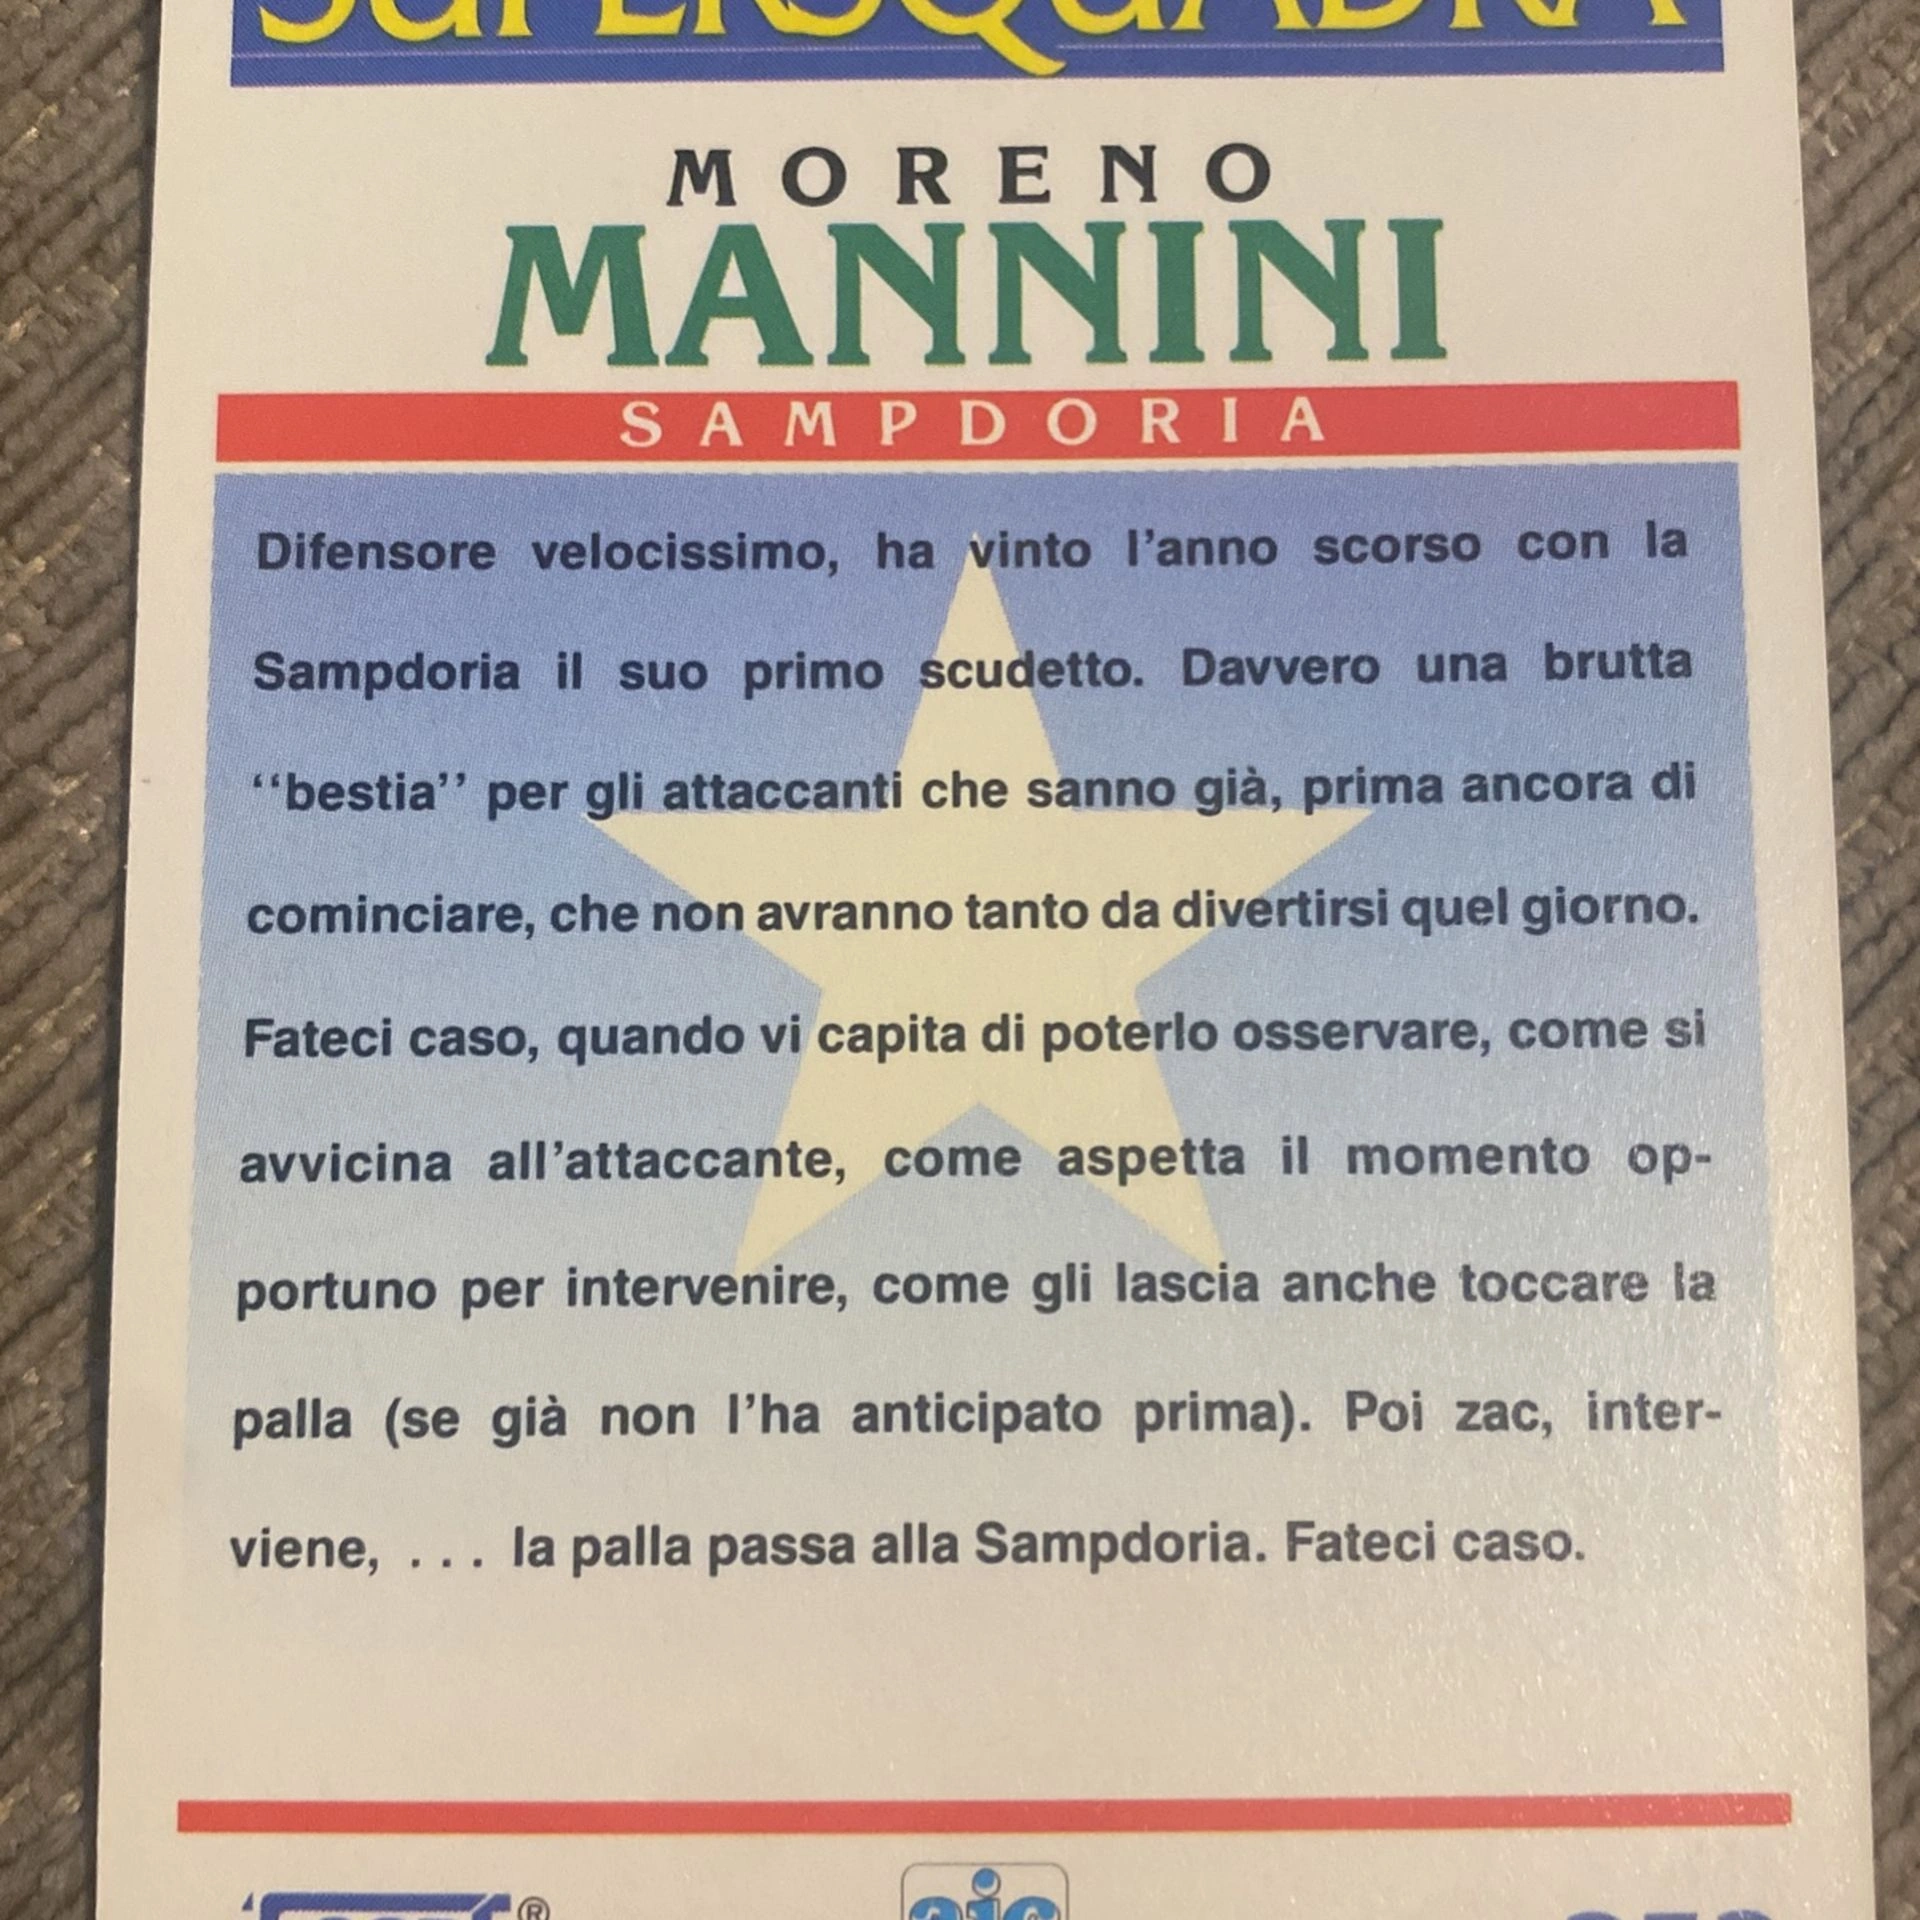 SUPERSQUADRA
MORENO
MANNINI
SAMPDORIA
Difensore velocissimo, ha vinto l'anno scorso con la
Sampdoria il suo primo scudetto. Davvero una brutta
‘‘bestia’’ per gli attaccanti che sanno già, prima ancora di
cominciare, che non avranno tanto da divertirsi quel giorno.
Fateci caso, quando vi capita di poterlo osservare, come si
avvicina all'attaccante, come aspetta il momento op-
portuno per intervenire, come gli lascia anche toccare la
palla (se già non l'ha anticipato prima). Poi zac, inter-
viene, . . . la palla passa alla Sampdoria. Fateci caso.
®
aic